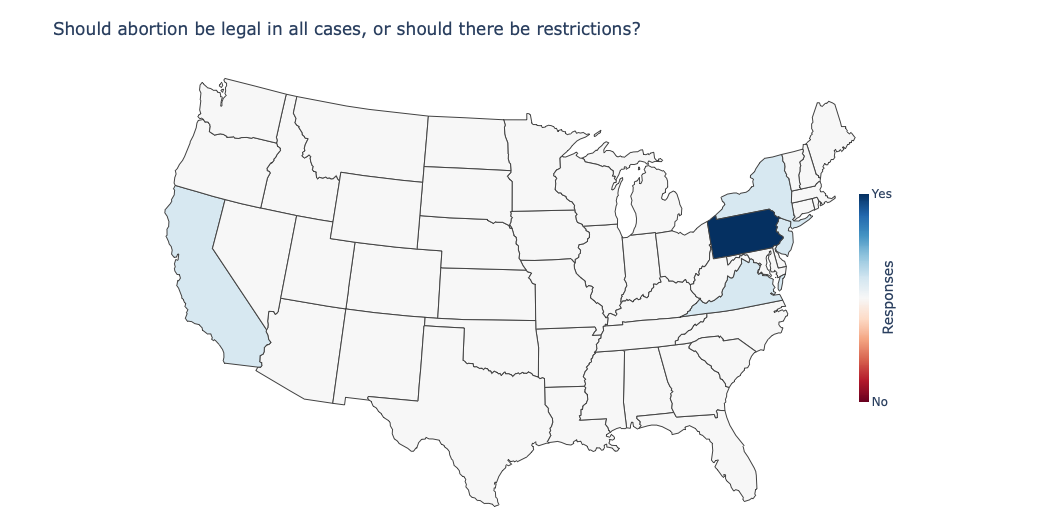 Should abortion be legal in all cases, or should there be restrictions?
Yes
Responses
No